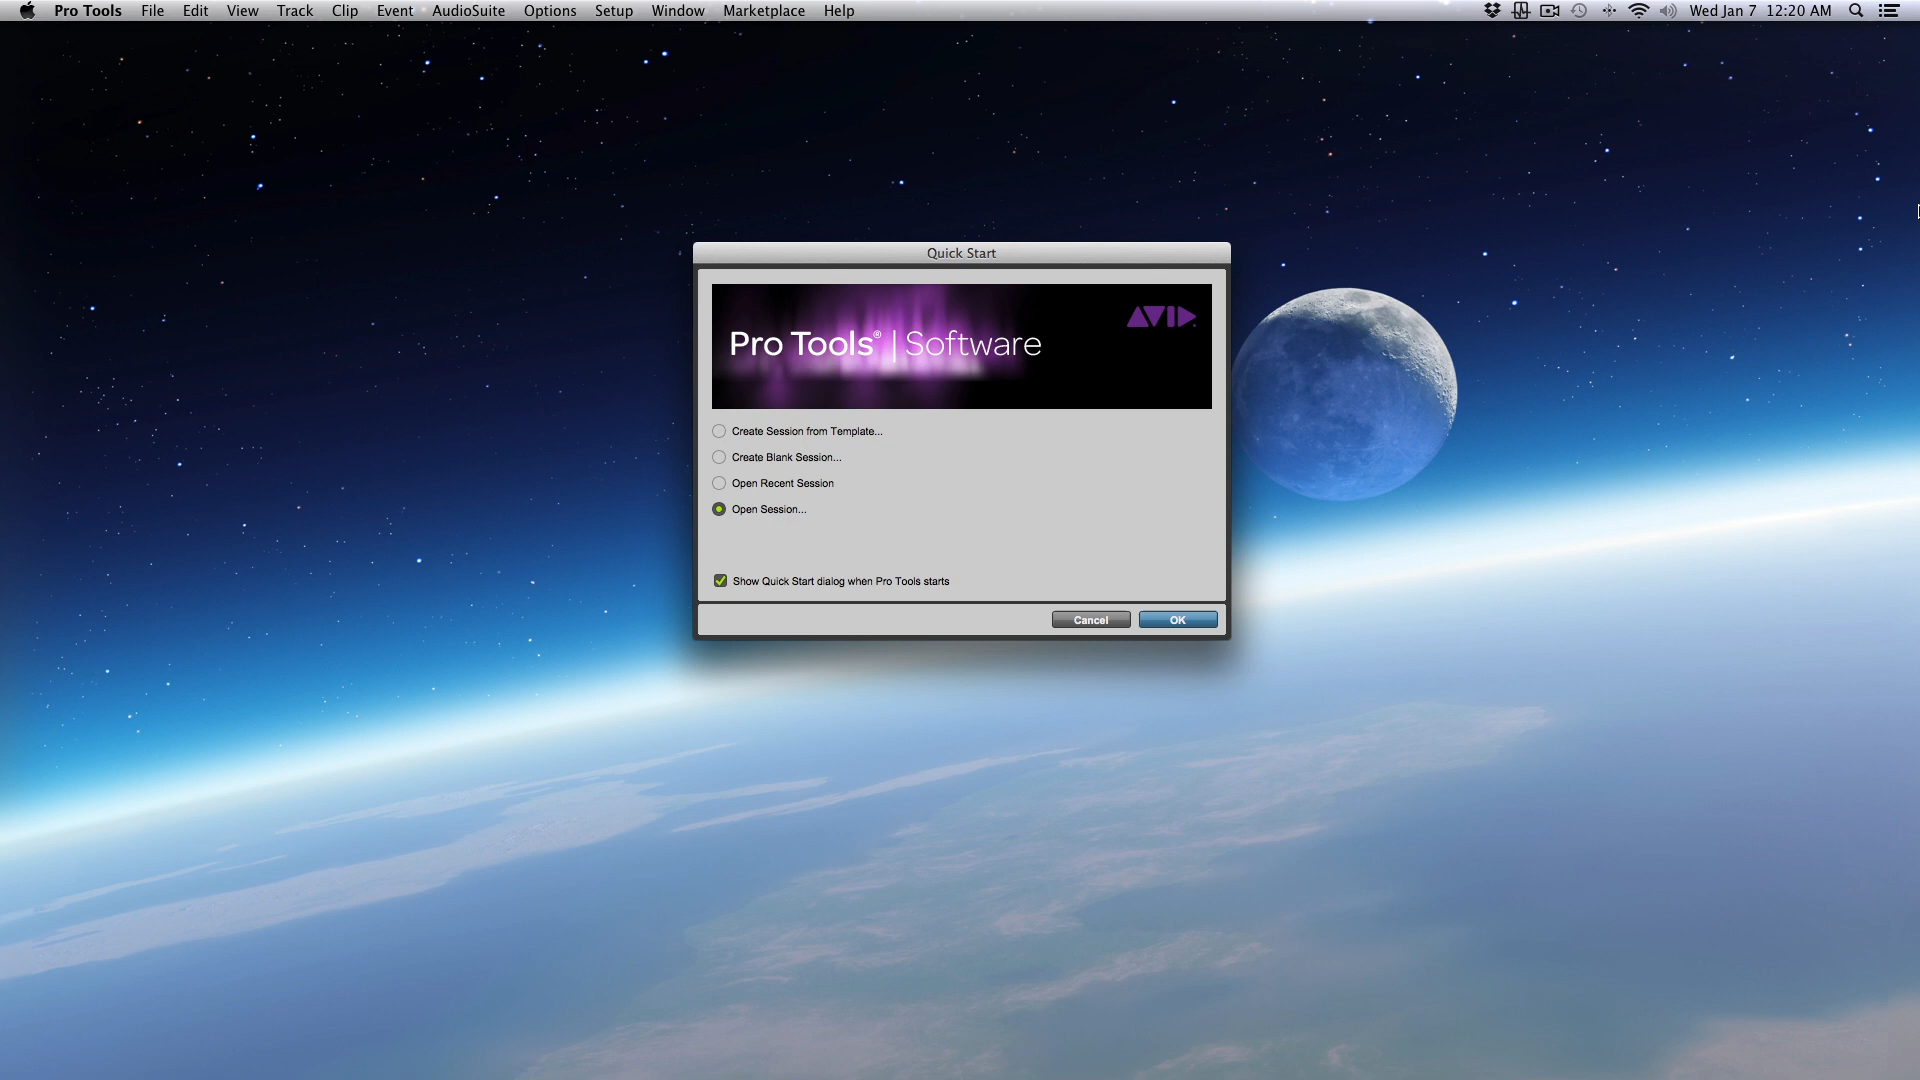 Pro Tools File Edit View Track Clip Event AudioSuite Options Setup Window Marketplace Help Wed Jan 7 12:20 AM
Quick Start
AVID
Pro Tools® | Software
Create Session from Template...
Create Blank Session...
Open Recent Session
Open Session...
Show Quick Start dialog when Pro Tools starts
Cancel OK